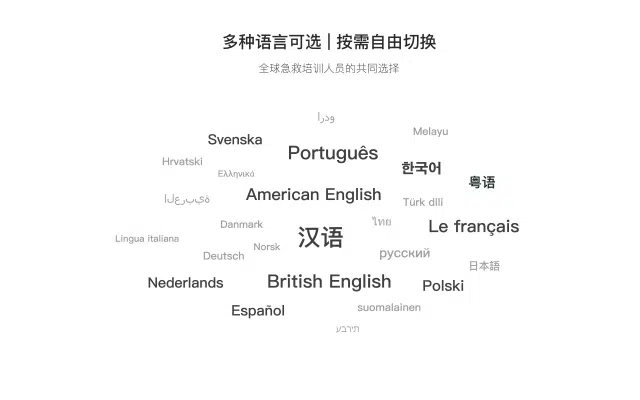 多种语言可选 | 按需自由切换
全球急救培训人员的共同选择
اردو
Melayu
Svenska
Português
Hrvatski
한국어
Ελληνικά
粤语
American English
العربية
Türk dili
Danmark
ไทย
Le français
汉语
Lingua italiana
Norsk
Deutsch
русский
日本語
Nederlands
British English
Polski
Español
suomalainen
עברית